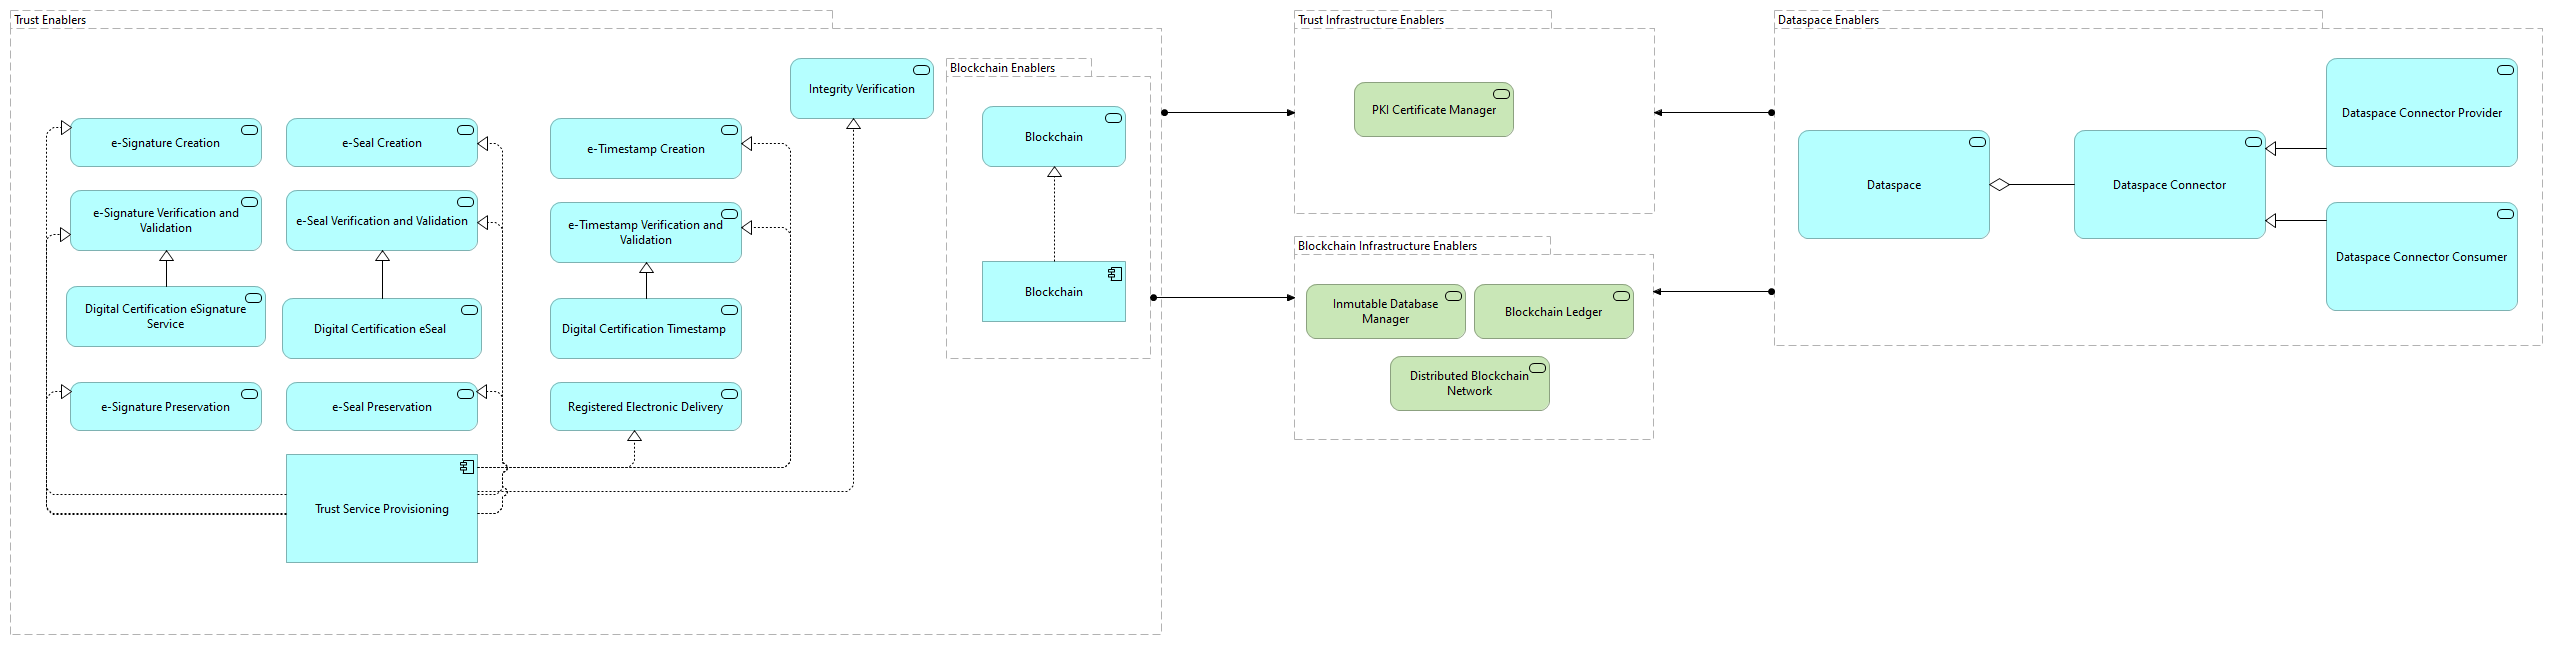 Trust Enablers
Integrity Verification
e-Signature Creation
e-Seal Creation
e-Timestamp Creation
e-Signature Verification and
Validation
e-Seal Verification and Validation
e-Timestamp Verification and
Validation
Digital Certification eSignature
Service
Digital Certification eSeal
Digital Certification Timestamp
e-Signature Preservation
e-Seal Preservation
Registered Electronic Delivery
Trust Service Provisioning
Blockchain Enablers
Blockchain
Blockchain
Trust Infrastructure Enablers
PKI Certificate Manager
Blockchain Infrastructure Enablers
Inmutable Database
Manager
Blockchain Ledger
Distributed Blockchain
Network
Dataspace Enablers
Dataspace
Dataspace Connector
Dataspace Connector Provider
Dataspace Connector Consumer